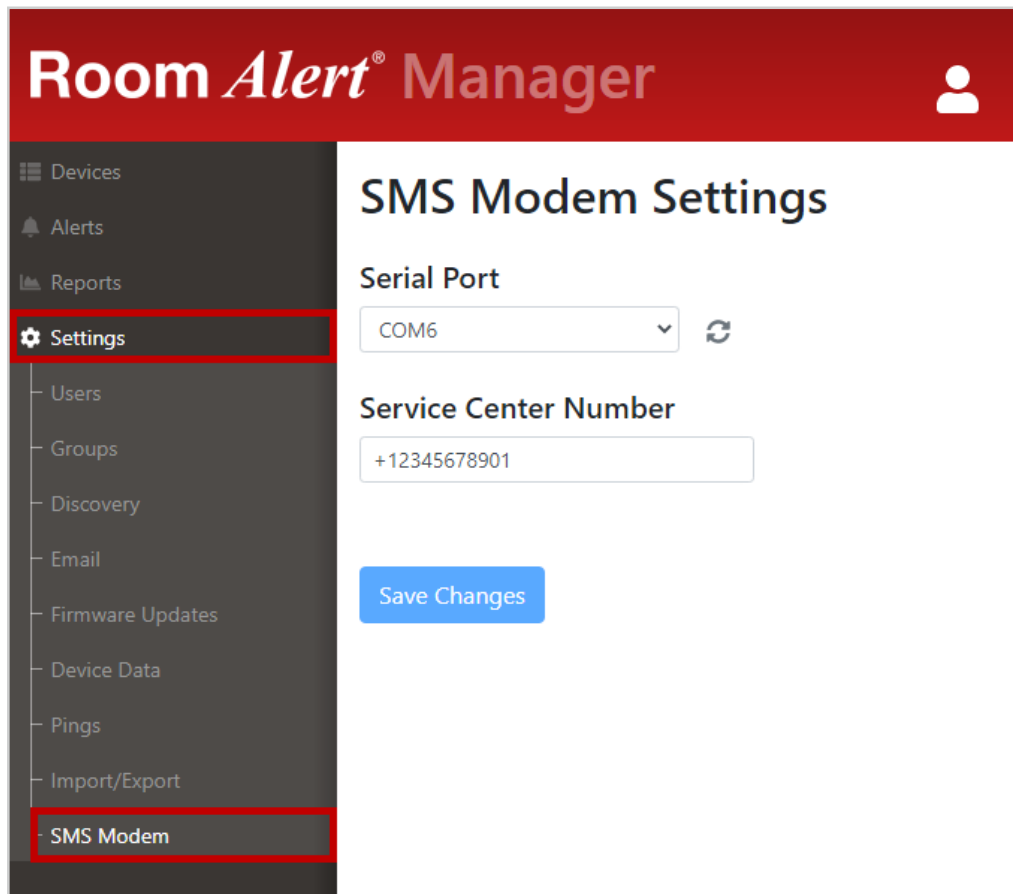 Room Alert® Manager
Devices
Alerts
Reports
Settings
Users
Groups
Discovery
Email
Firmware Updates
Device Data
Pings
Import/Export
SMS Modem
SMS Modem Settings
Serial Port
COM6
Service Center Number
+12345678901
Save Changes